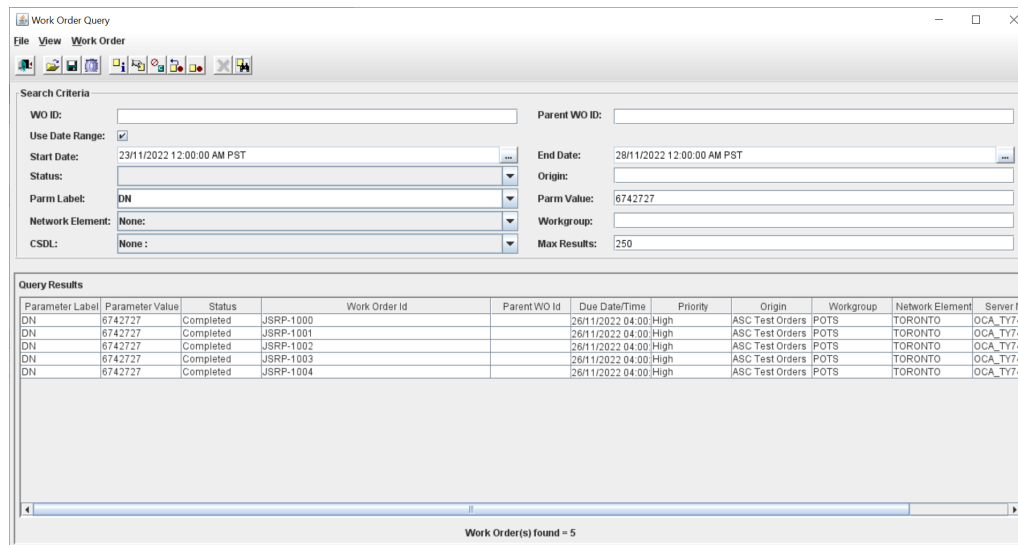 Work Order Query
File View Work Order
Search Criteria
WO ID: Parent WO ID:
Use Date Range:
Start Date: 23/11/2022 12:00:00 AM PST ... End Date: 28/11/2022 12:00:00 AM PST ...
Status: Origin:
Parm Label: DN Parm Value: 6742727
Network Element: None: Workgroup:
CSDL: None : Max Results: 250
Query Results
Parameter Label Parameter Value Status Work Order Id Parent WO Id Due Date/Time Priority Origin Workgroup Network Element Server
DN 6742727 Completed JSRP-1000 26/11/2022 04:00: High ASC Test Orders POTS TORONTO OCA_TY7
DN 6742727 Completed JSRP-1001 26/11/2022 04:00: High ASC Test Orders POTS TORONTO OCA_TY7
DN 6742727 Completed JSRP-1002 26/11/2022 04:00: High ASC Test Orders POTS TORONTO OCA_TY7
DN 6742727 Completed JSRP-1003 26/11/2022 04:00: High ASC Test Orders POTS TORONTO OCA_TY7
DN 6742727 Completed JSRP-1004 26/11/2022 04:00: High ASC Test Orders POTS TORONTO OCA_TY7
Work Order(s) found = 5